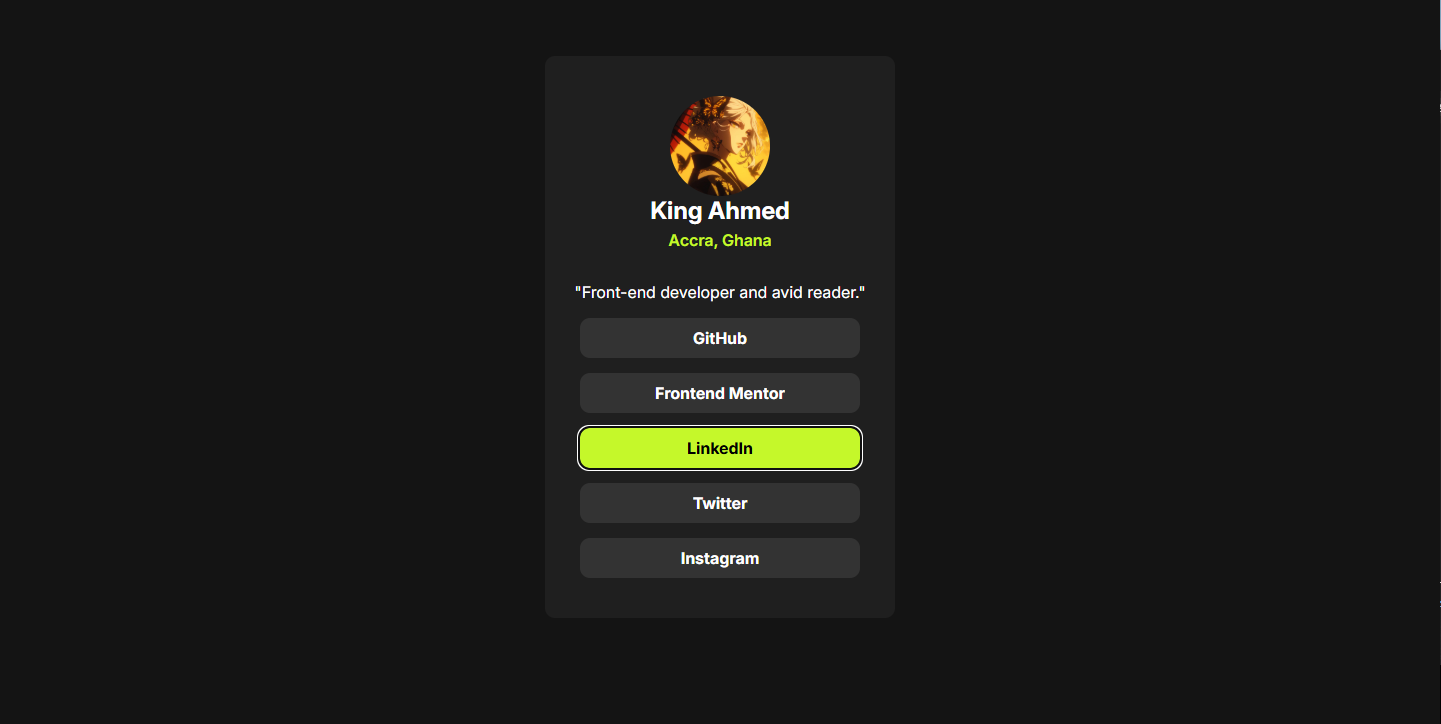 King Ahmed
Accra, Ghana
"Front-end developer and avid reader."
GitHub
Frontend Mentor
LinkedIn
Twitter
Instagram